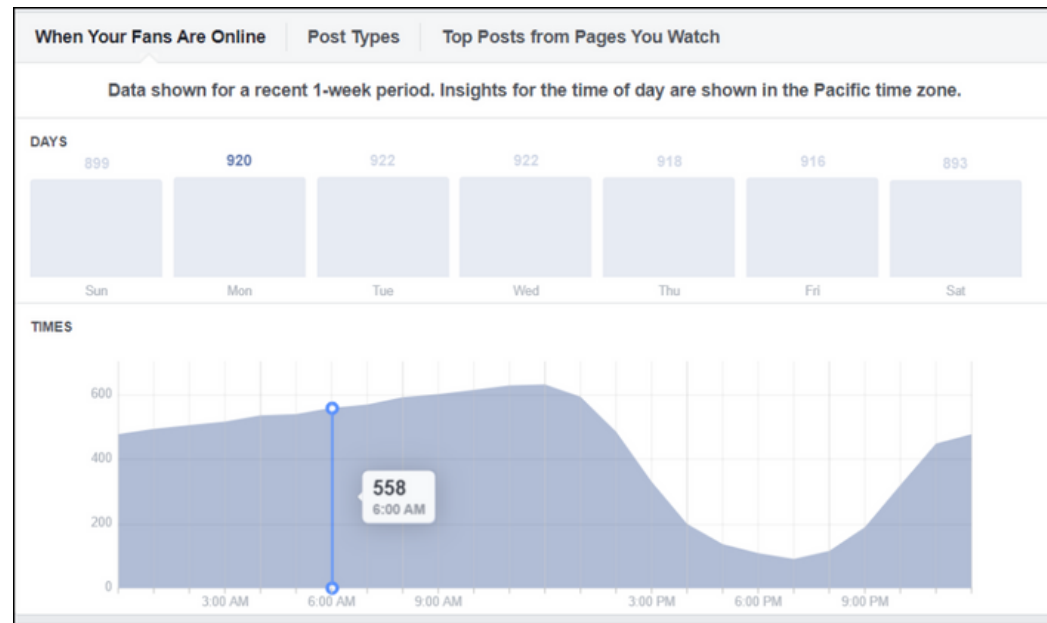 When Your Fans Are Online Post Types Top Posts from Pages You Watch
Data shown for a recent 1-week period. Insights for the time of day are shown in the Pacific time zone.
DAYS
899 920 922 922 918 916 893
Sun Mon Tue Wed Thu Fri Sat
TIMES
600
400
558
6:00 AM
200
0
3:00 AM 6:00 AM 9:00 AM 3:00 PM 6:00 PM 9:00 PM